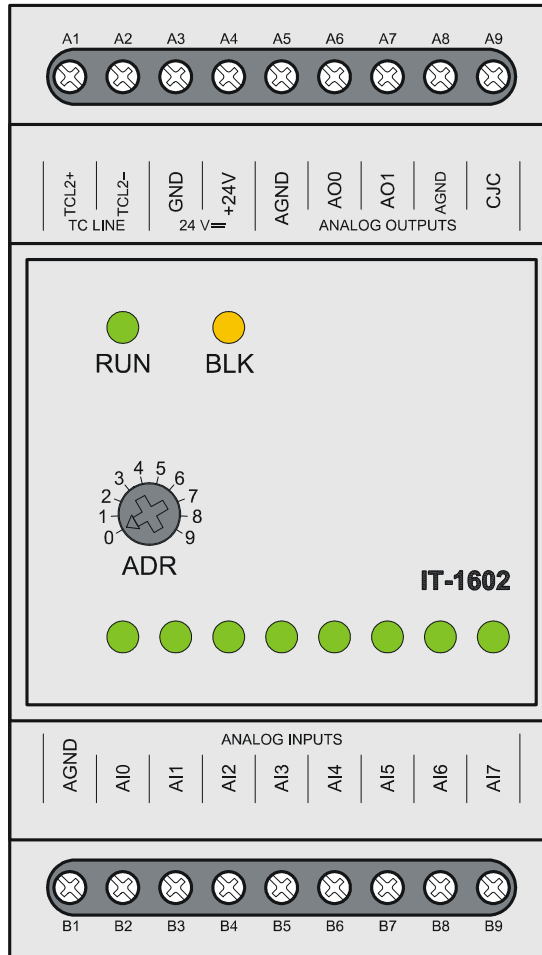 A1 A2 A3 A4 A5 A6 A7 A8 A9
TCL2+ TCL2– GND +24V AGND AO0 AO1 AGND CJC
TC LINE 24 V⎓ ANALOG OUTPUTS
RUN BLK
0 1 2 3 4 5 6 7 8 9
ADR
IT-1602
ANALOG INPUTS
AGND AI0 AI1 AI2 AI3 AI4 AI5 AI6 AI7
B1 B2 B3 B4 B5 B6 B7 B8 B9